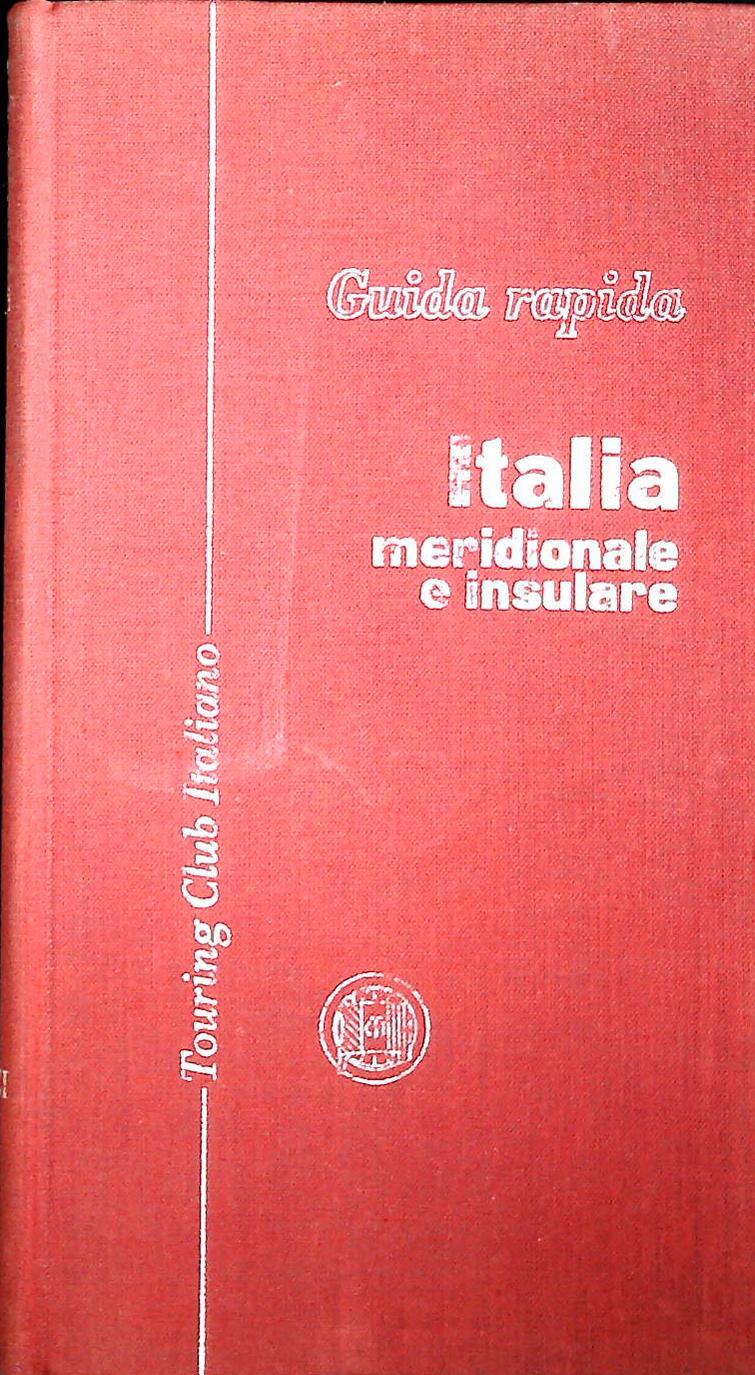 Guida rapida
Italia
meridionale
e insulare
Touring Club Italiano